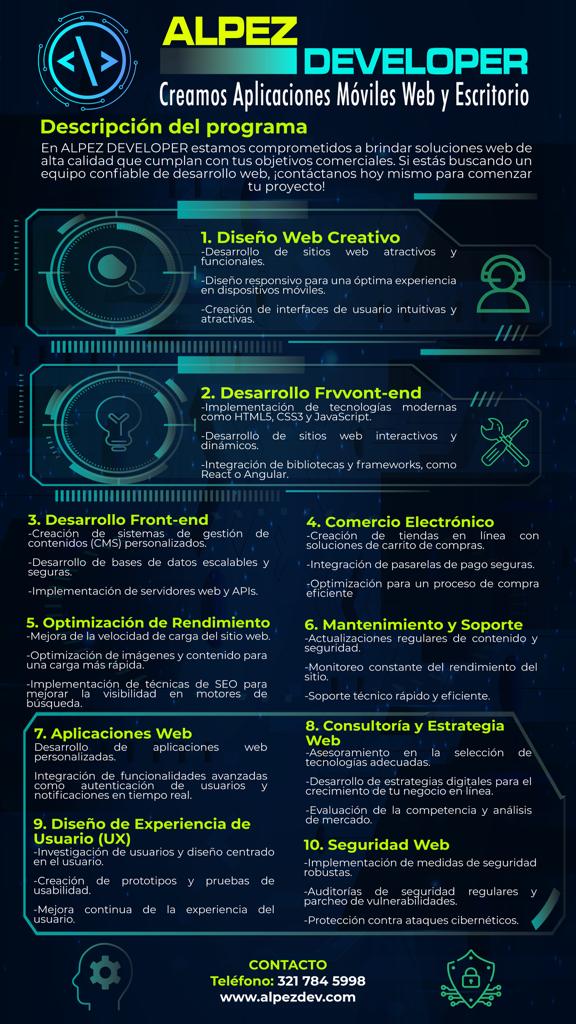 </>
ALPEZ
DEVELOPER
Creamos Aplicaciones Móviles Web y Escritorio
Descripción del programa
En ALPEZ DEVELOPER estamos comprometidos a brindar soluciones web de
alta calidad que cumplan con tus objetivos comerciales. Si estás buscando un
equipo confiable de desarrollo web, ¡contáctanos hoy mismo para comenzar
tu proyecto!
1. Diseño Web Creativo
-Desarrollo de sitios web atractivos y
funcionales.
-Diseño responsivo para una óptima experiencia
en dispositivos móviles.
-Creación de interfaces de usuario intuitivas y
atractivas.
2. Desarrollo Frvvont-end
-Implementación de tecnologías modernas
como HTML5, CSS3 y JavaScript.
-Desarrollo de sitios web interactivos y
dinámicos.
-Integración de bibliotecas y frameworks, como
React o Angular.
3. Desarrollo Front-end
-Creación de sistemas de gestión de
contenidos (CMS) personalizados.
-Desarrollo de bases de datos escalables y
seguras.
-Implementación de servidores web y APIs.
4. Comercio Electrónico
-Creación de tiendas en línea con
soluciones de carrito de compras.
-Integración de pasarelas de pago seguras.
-Optimización para un proceso de compra
eficiente
5. Optimización de Rendimiento
-Mejora de la velocidad de carga del sitio web.
-Optimización de imágenes y contenido para
una carga más rápida.
-Implementación de técnicas de SEO para
mejorar la visibilidad en motores de
búsqueda.
6. Mantenimiento y Soporte
-Actualizaciones regulares de contenido y
seguridad.
-Monitoreo constante del rendimiento del
sitio.
-Soporte técnico rápido y eficiente.
7. Aplicaciones Web
Desarrollo de aplicaciones web
personalizadas.
Integración de funcionalidades avanzadas
como autenticación de usuarios y
notificaciones en tiempo real.
8. Consultoría y Estrategia
Web
-Asesoramiento en la selección de
tecnologías adecuadas.
-Desarrollo de estrategias digitales para el
crecimiento de tu negocio en línea.
-Evaluación de la competencia y análisis
de mercado.
9. Diseño de Experiencia de
Usuario (UX)
-Investigación de usuarios y diseño centrado
en el usuario.
-Creación de prototipos y pruebas de
usabilidad.
-Mejora continua de la experiencia del
usuario.
10. Seguridad Web
-Implementación de medidas de seguridad
robustas.
-Auditorías de seguridad regulares y
parcheo de vulnerabilidades.
-Protección contra ataques cibernéticos.
CONTACTO
Teléfono: 321 784 5998
www.alpezdev.com